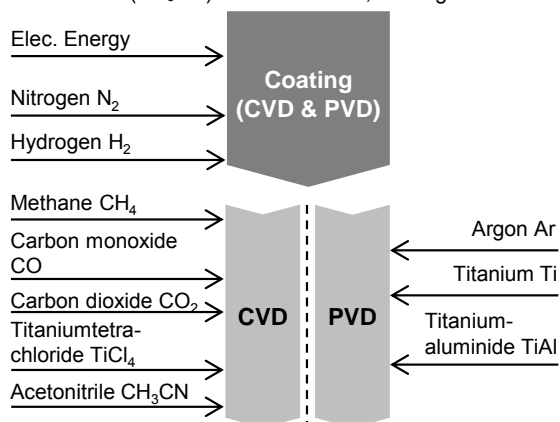 Elec. Energy
Coating
(CVD & PVD)
Nitrogen N₂
Hydrogen H₂
Methane CH₄
Carbon monoxide
CO
Carbon dioxide CO₂
Titaniumtetra-
chloride TiCl₄
Acetonitrile CH₃CN
CVD
PVD
Argon Ar
Titanium Ti
Titanium-
aluminide TiAl